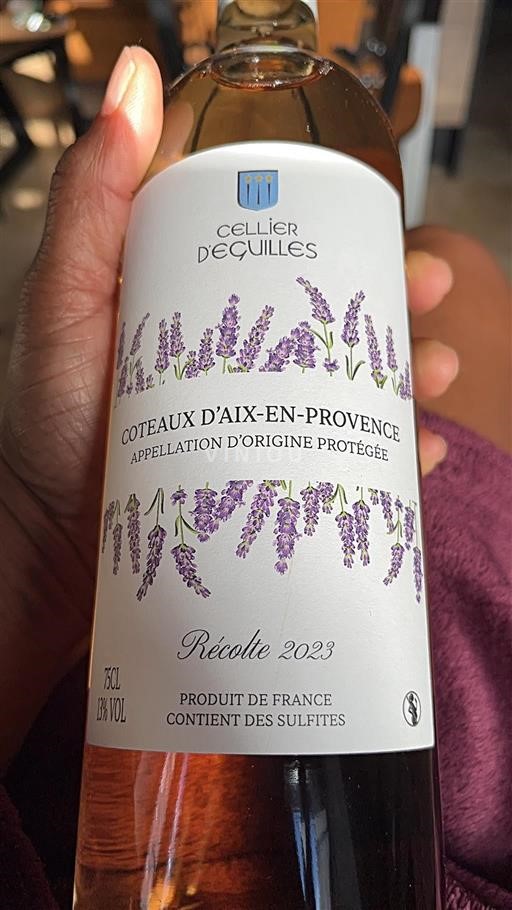 CELLIER
D'EGUILLES
COTEAUX D'AIX-EN-PROVENCE
APPELLATION D'ORIGINE PROTÉGÉE
VINTOO
Récolte 2023
75CL
13% VOL
PRODUIT DE FRANCE
CONTIENT DES SULFITES